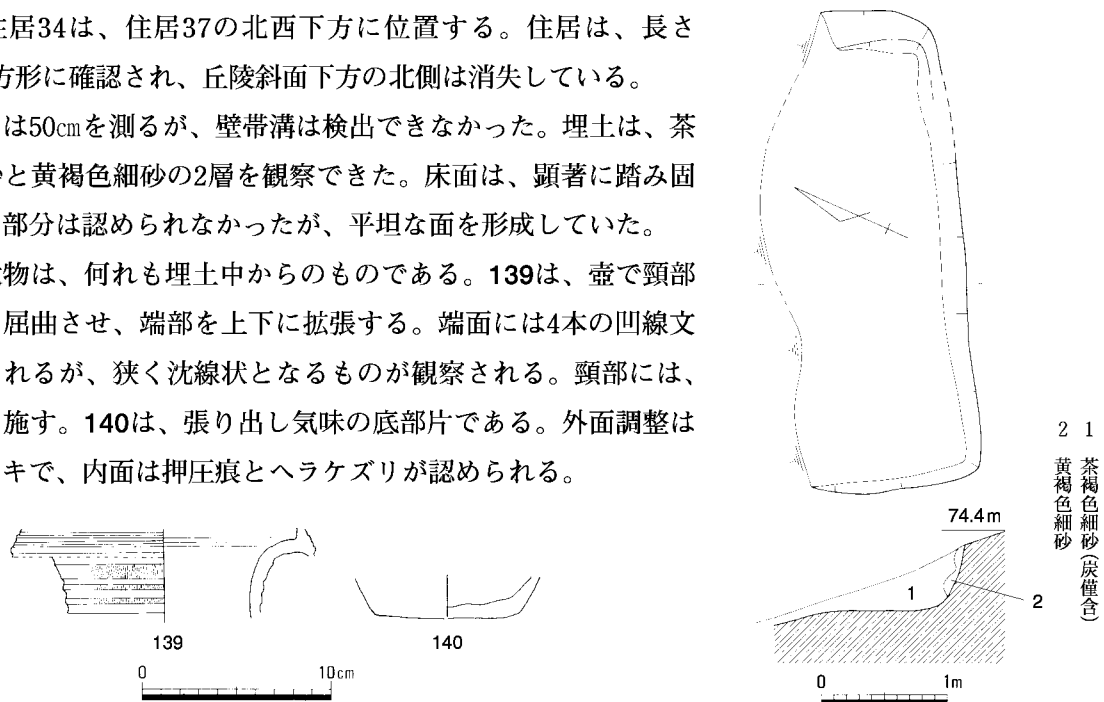 住居34は、住居37の北西下方に位置する。住居は、長さ
方形に確認され、丘陵斜面下方の北側は消失している。
は50㎝を測るが、壁帯溝は検出できなかった。埋土は、茶
と黄褐色細砂の2層を観察できた。床面は、顕著に踏み固
部分は認められなかったが、平坦な面を形成していた。
物は、何れも埋土中からのものである。139は、壺で頸部
屈曲させ、端部を上下に拡張する。端面には4本の凹線文
れるが、狭く沈線状となるものが観察される。頸部には、
施す。140は、張り出し気味の底部片である。外面調整は
キで、内面は押圧痕とヘラケズリが認められる。
139
140
0 10cm
74.4m
1
2
0 1m
1 茶褐色細砂(炭僅含)
2 黄褐色細砂